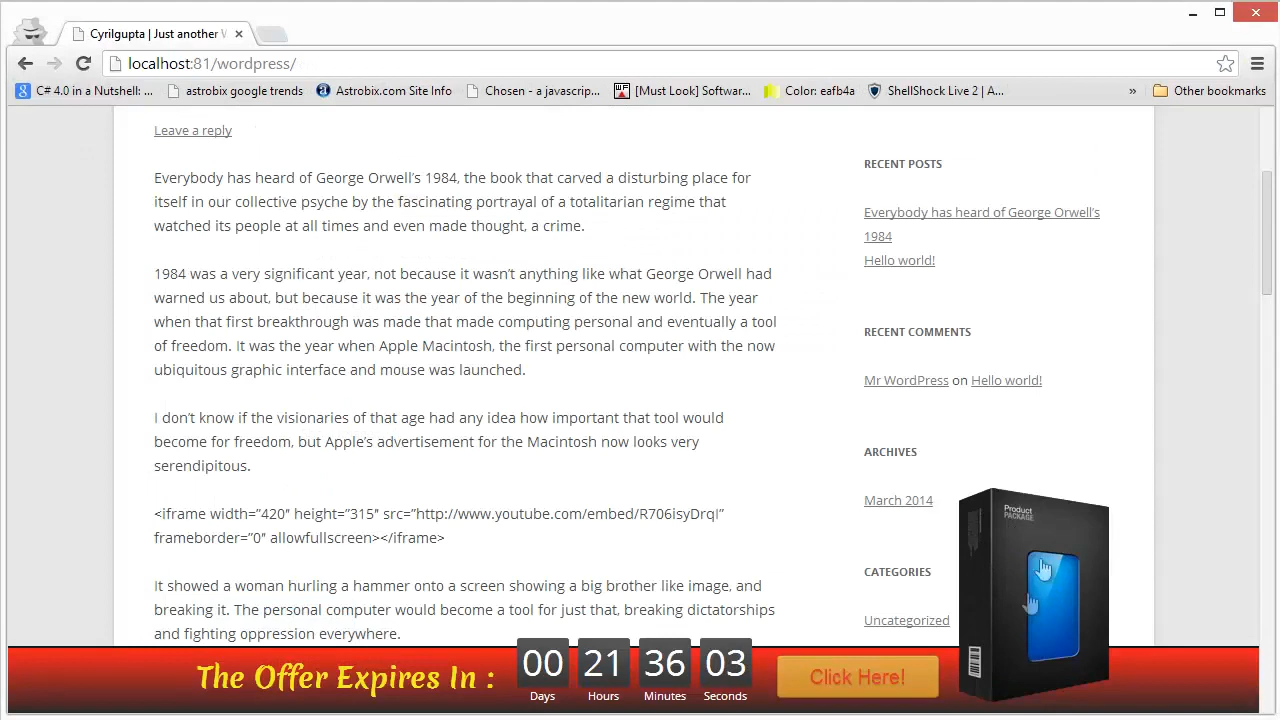 Cyrilgupta | Just another W
localhost:81/wordpress/
C# 4.0 in a Nutshell: ...
astrobix google trends
Astrobix.com Site Info
Chosen - a javascrip...
[Must Look] Softwar...
Color: eafb4a
ShellShock Live 2 | A...
»
Other bookmarks
Leave a reply
Everybody has heard of George Orwell's 1984, the book that carved a disturbing place for
itself in our collective psyche by the fascinating portrayal of a totalitarian regime that
watched its people at all times and even made thought, a crime.
1984 was a very significant year, not because it wasn't anything like what George Orwell had
warned us about, but because it was the year of the beginning of the new world. The year
when that first breakthrough was made that made computing personal and eventually a tool
of freedom. It was the year when Apple Macintosh, the first personal computer with the now
ubiquitous graphic interface and mouse was launched.
I don't know if the visionaries of that age had any idea how important that tool would
become for freedom, but Apple's advertisement for the Macintosh now looks very
serendipitous.
<iframe width="420" height="315" src="http://www.youtube.com/embed/R706isyDrqI"
frameborder="0" allowfullscreen></iframe>
It showed a woman hurling a hammer onto a screen showing a big brother like image, and
breaking it. The personal computer would become a tool for just that, breaking dictatorships
and fighting oppression everywhere.
RECENT POSTS
Everybody has heard of George Orwell's
1984
Hello world!
RECENT COMMENTS
Mr WordPress on Hello world!
ARCHIVES
March 2014
CATEGORIES
Uncategorized
Product
PACKAGE
The Offer Expires In :
00 21 36 03
Days Hours Minutes Seconds
Click Here!